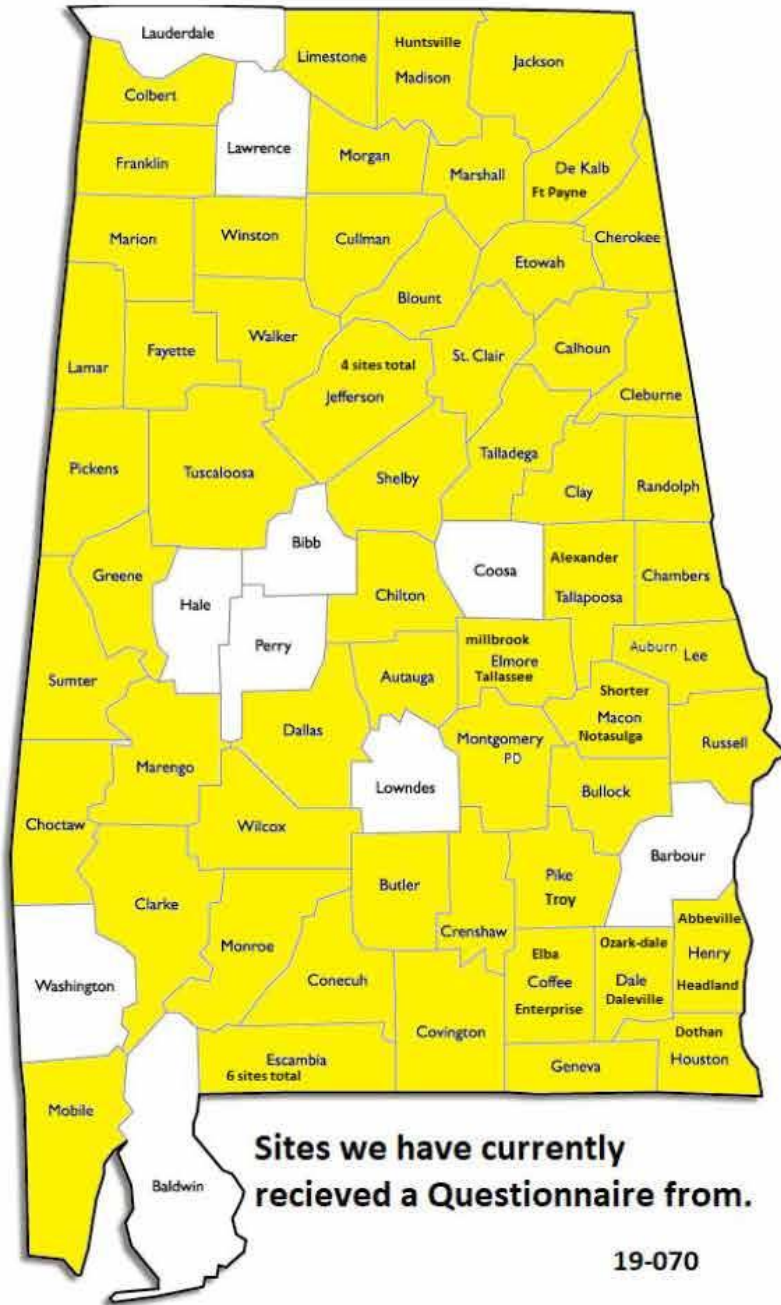 Lauderdale
Limestone
Huntsville
Madison
Jackson
Colbert
Lawrence
Franklin
Morgan
Marshall
De Kalb
Ft Payne
Cherokee
Marion
Winston
Cullman
Etowah
Blount
Lamar
Fayette
Walker
4 sites total
Jefferson
St. Clair
Calhoun
Cleburne
Pickens
Tuscaloosa
Shelby
Talladega
Clay
Randolph
Bibb
Greene
Hale
Chilton
Coosa
Alexander
Tallapoosa
Chambers
Perry
Sumter
Autauga
millbrook
Elmore
Tallassee
Auburn Lee
Shorter
Macon
Notasulga
Russell
Dallas
Marengo
Lowndes
Montgomery
PD
Bullock
Choctaw
Wilcox
Barbour
Clarke
Butler
Crenshaw
Pike
Troy
Abbeville
Henry
Headland
Monroe
Washington
Conecuh
Elba
Coffee
Enterprise
Ozark-dale
Dale
Daleville
Covington
Dothan
Houston
Escambia
6 sites total
Geneva
Mobile
Baldwin
Sites we have currently
recieved a Questionnaire from.
19-070